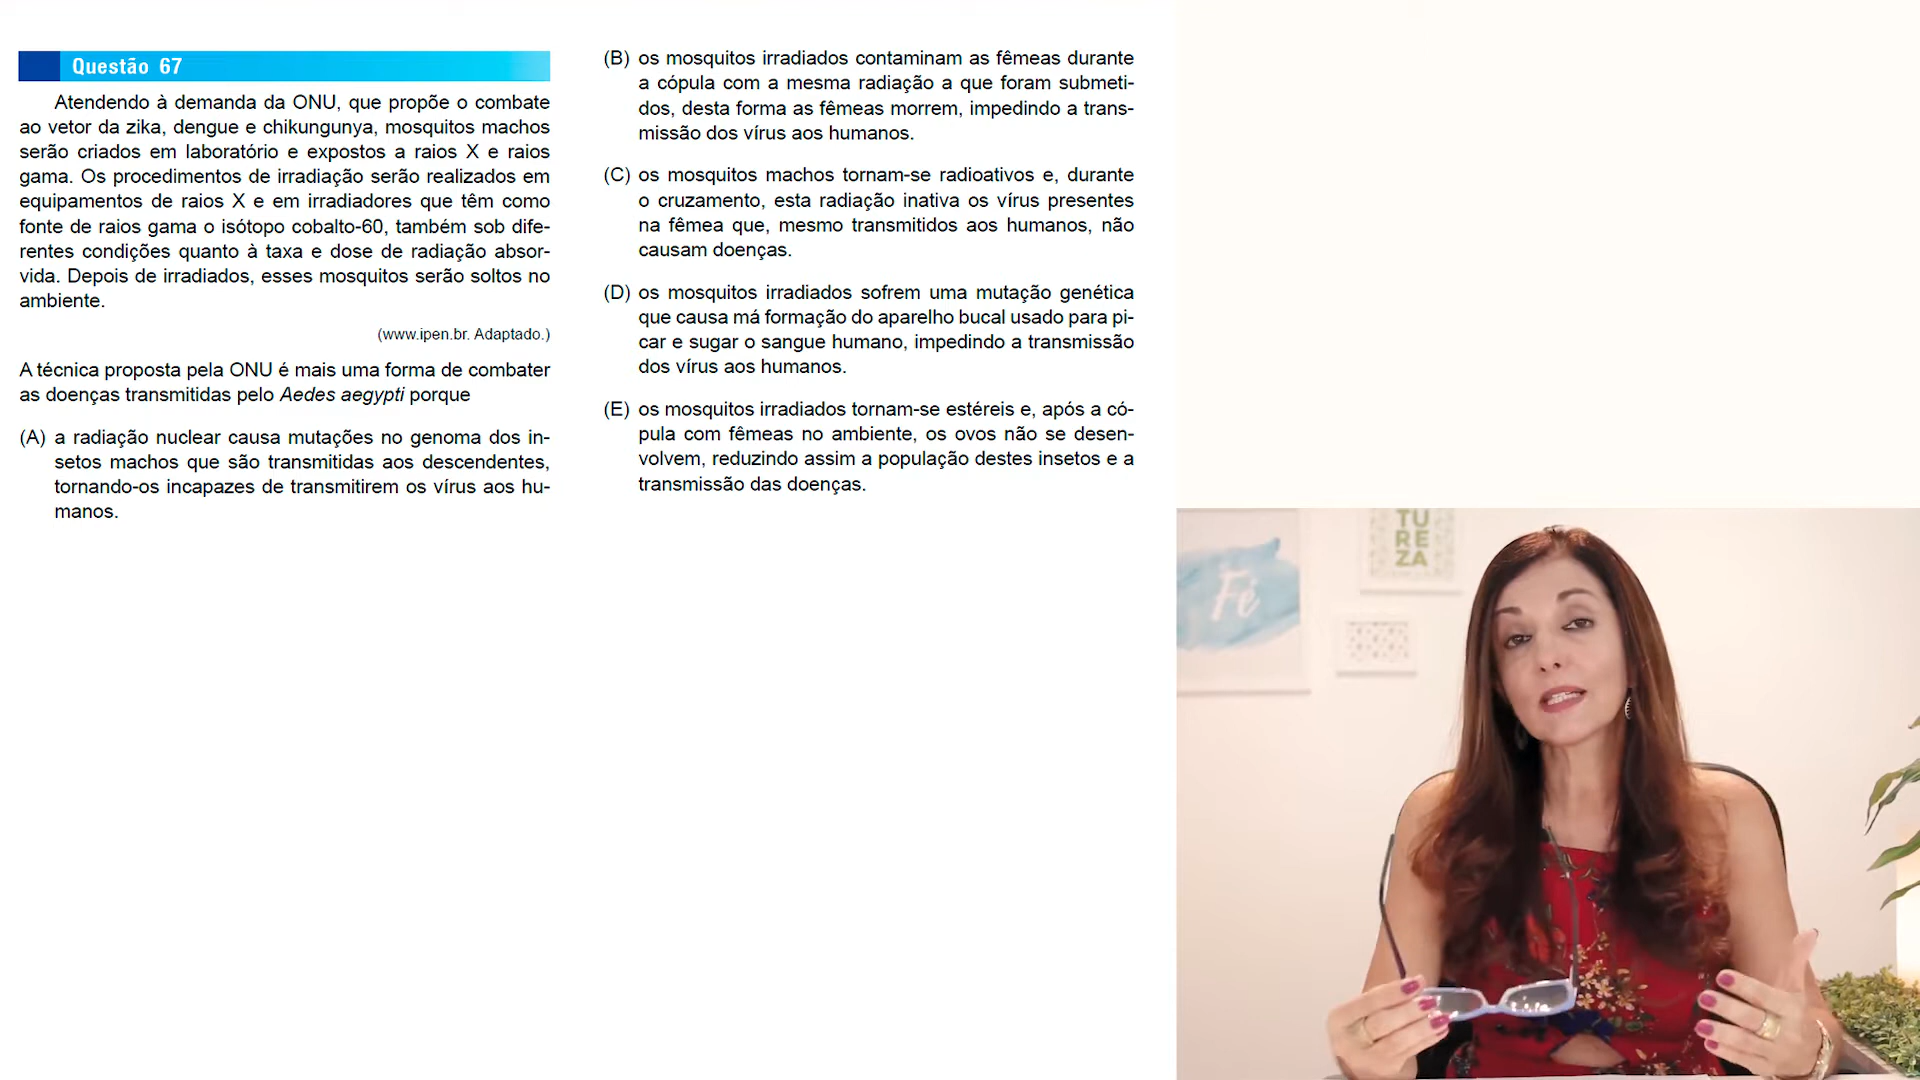 Questão 67
Atendendo à demanda da ONU, que propõe o combate
ao vetor da zika, dengue e chikungunya, mosquitos machos
serão criados em laboratório e expostos a raios X e raios
gama. Os procedimentos de irradiação serão realizados em
equipamentos de raios X e em irradiadores que têm como
fonte de raios gama o isótopo cobalto-60, também sob dife-
rentes condições quanto à taxa e dose de radiação absor-
vida. Depois de irradiados, esses mosquitos serão soltos no
ambiente.
(www.ipen.br. Adaptado.)
A técnica proposta pela ONU é mais uma forma de combater
as doenças transmitidas pelo Aedes aegypti porque
(A) a radiação nuclear causa mutações no genoma dos in-
setos machos que são transmitidas aos descendentes,
tornando-os incapazes de transmitirem os vírus aos hu-
manos.
(B) os mosquitos irradiados contaminam as fêmeas durante
a cópula com a mesma radiação a que foram submeti-
dos, desta forma as fêmeas morrem, impedindo a trans-
missão dos vírus aos humanos.
(C) os mosquitos machos tornam-se radioativos e, durante
o cruzamento, esta radiação inativa os vírus presentes
na fêmea que, mesmo transmitidos aos humanos, não
causam doenças.
(D) os mosquitos irradiados sofrem uma mutação genética
que causa má formação do aparelho bucal usado para pi-
car e sugar o sangue humano, impedindo a transmissão
dos vírus aos humanos.
(E) os mosquitos irradiados tornam-se estéreis e, após a có-
pula com fêmeas no ambiente, os ovos não se desen-
volvem, reduzindo assim a população destes insetos e a
transmissão das doenças.
TU
RE
ZA
Fé